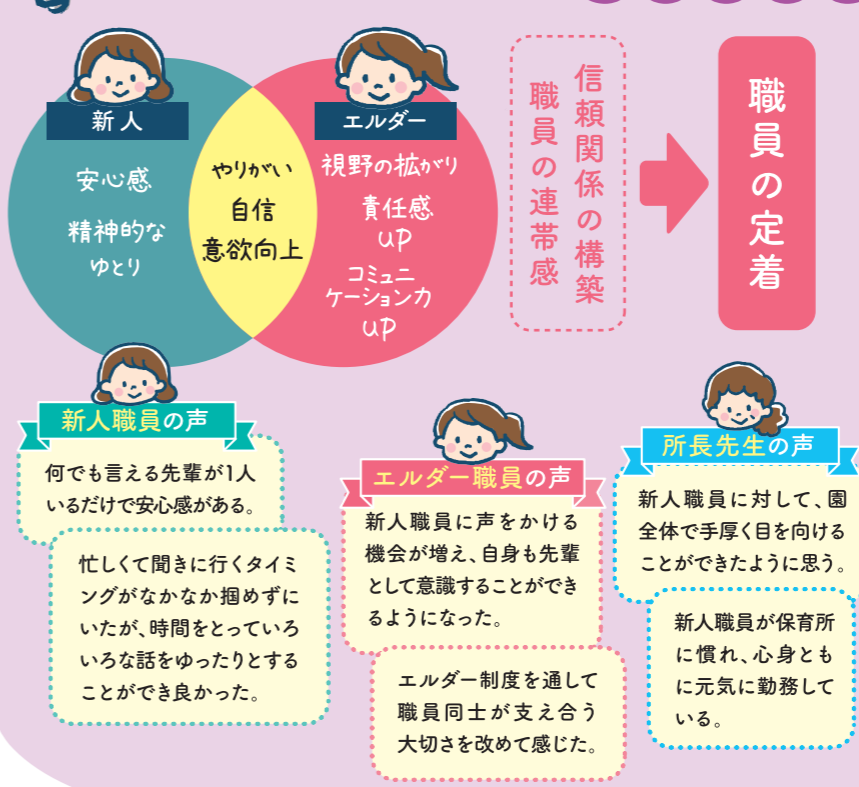 新人
安心感
精神的な
ゆとり
やりがい
自信
意欲向上
エルダー
視野の拡がり
責任感
UP
コミュニ
ケーション力
UP
信頼関係の構築
職員の連帯感
職員の定着
新人職員の声
何でも言える先輩が1人
いるだけで安心感がある。
忙しくて聞きに行くタイミ
ングがなかなか掴めずに
いたが、時間をとっていろ
いろな話をゆったりとする
ことができ良かった。
エルダー職員の声
新人職員に声をかける
機会が増え、自身も先輩
として意識することができ
るようになった。
エルダー制度を通して
職員同士が支え合う
大切さを改めて感じた。
所長先生の声
新人職員に対して、園
全体で手厚く目を向ける
ことができたように思う。
新人職員が保育所
に慣れ、心身とも
に元気に勤務して
いる。